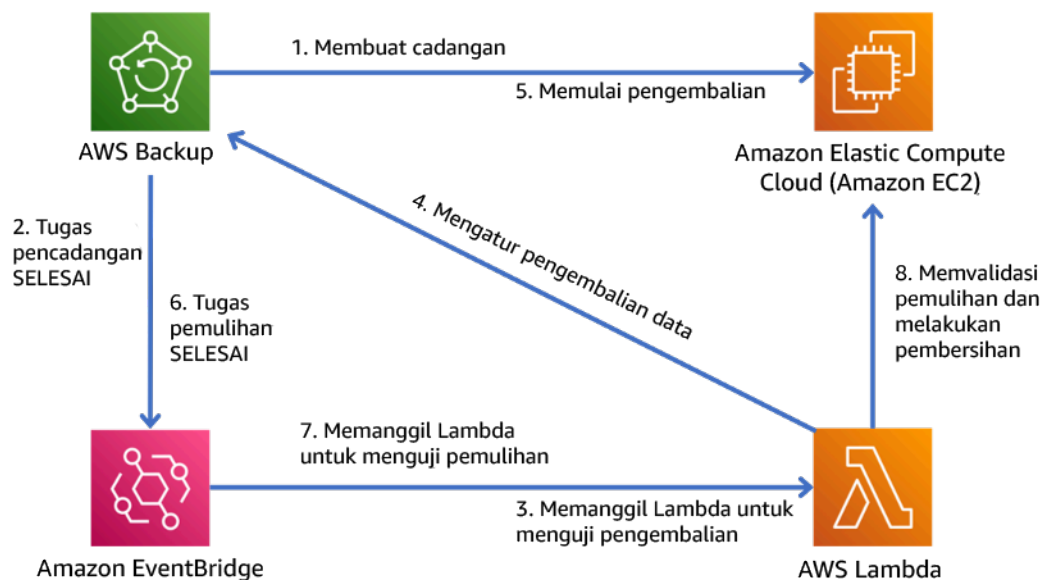 1. Membuat cadangan
5. Memulai pengembalian
AWS Backup
Amazon Elastic Compute
Cloud (Amazon EC2)
4. Mengatur pengembalian data
2. Tugas
pencadangan
SELESAI
6. Tugas
pemulihan
SELESAI
8. Memvalidasi
pemulihan dan
melakukan
pembersihan
7. Memanggil Lambda
untuk menguji pemulihan
3. Memanggil Lambda untuk
menguji pengembalian
Amazon EventBridge
AWS Lambda